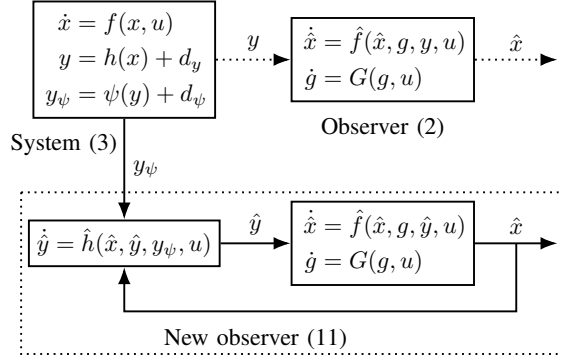 ẋ = f(x, u)
y = h(x) + d_y
y_ψ = ψ(y) + d_ψ
System (3)
y
x̂̇ = f̂(x̂, g, y, u)
ġ = G(g, u)
Observer (2)
x̂
y_ψ
ŷ̇ = ĥ(x̂, ŷ, y_ψ, u)
ŷ
x̂̇ = f̂(x̂, g, ŷ, u)
ġ = G(g, u)
x̂
New observer (11)